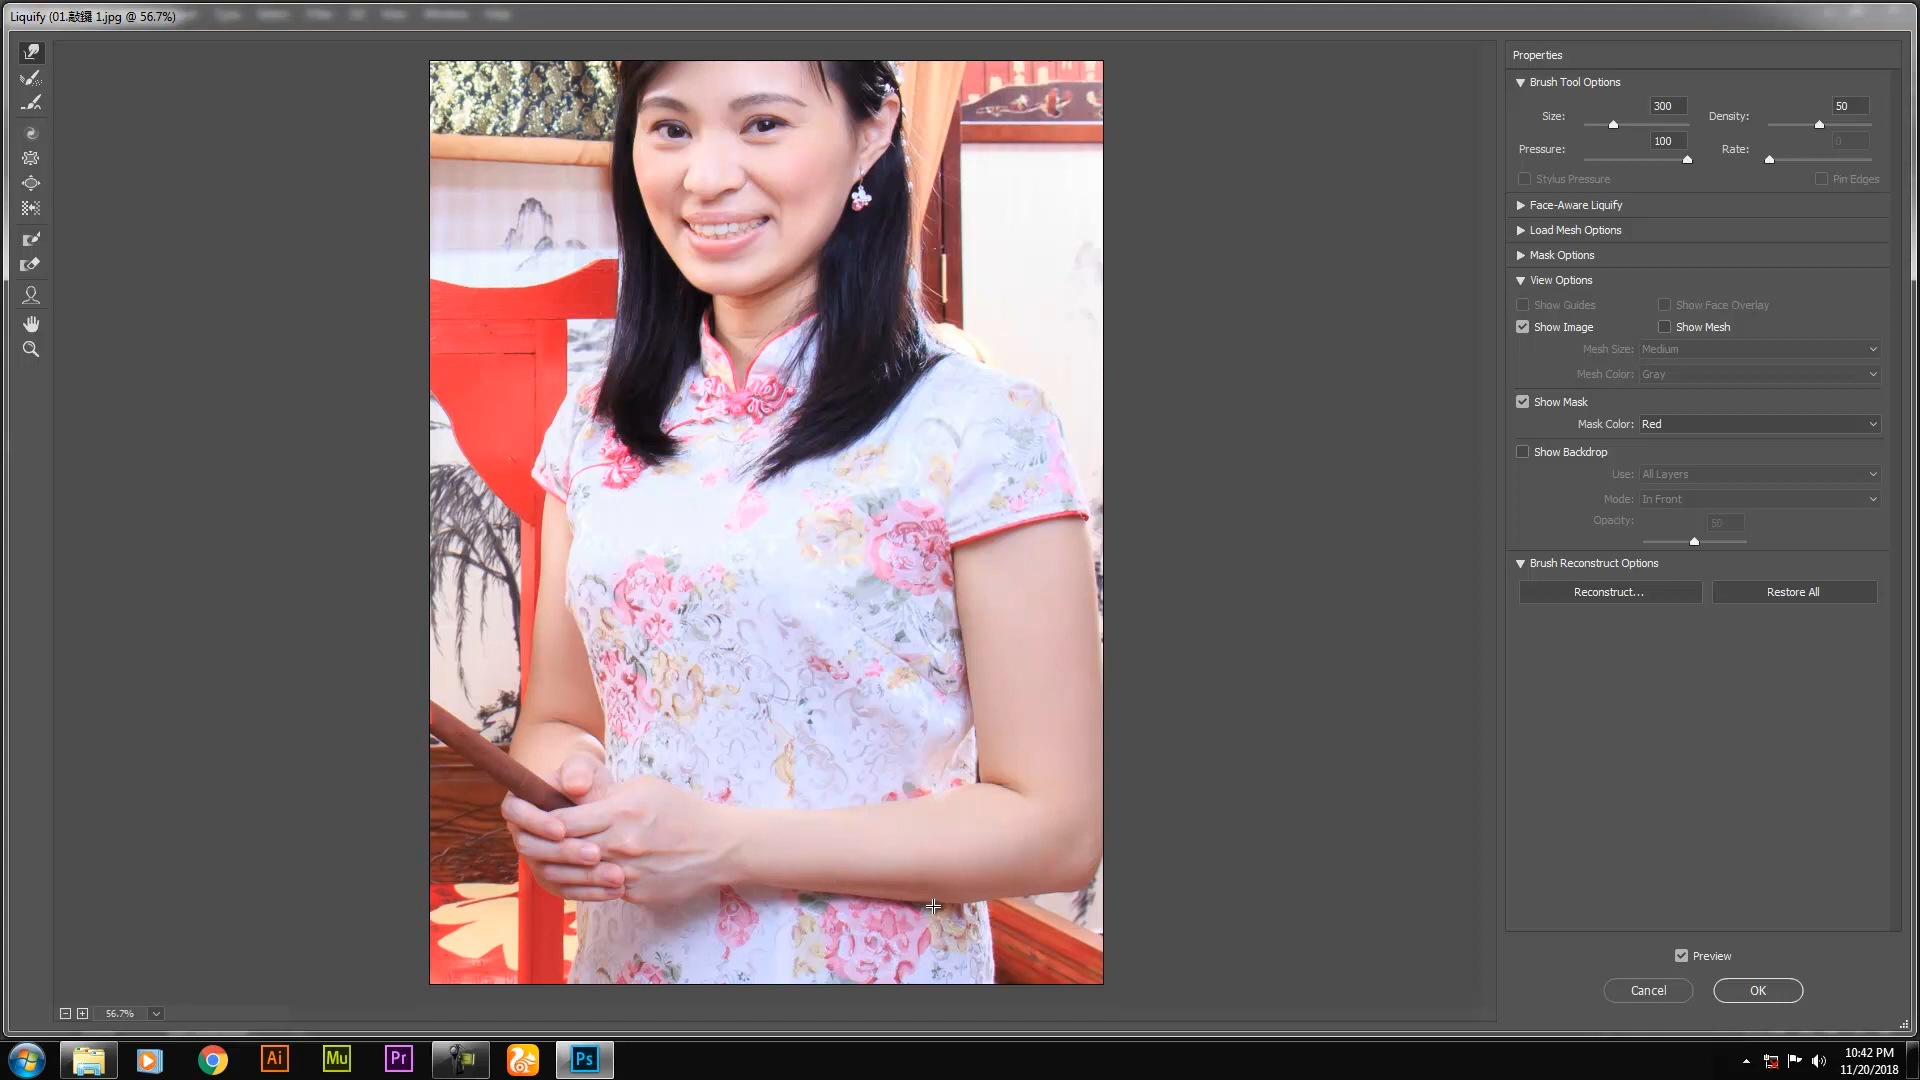 Liquify (01.敲鑼 1.jpg @ 56.7%)
Properties
Brush Tool Options
Size: 300
Density: 50
Pressure: 100
Rate: 0
Stylus Pressure
Pin Edges
Face-Aware Liquify
Load Mesh Options
Mask Options
View Options
Show Guides
Show Face Overlay
Show Image
Show Mesh
Mesh Size: Medium
Mesh Color: Gray
Show Mask
Mask Color: Red
Show Backdrop
Use: All Layers
Mode: In Front
Opacity: 50
Brush Reconstruct Options
Reconstruct...
Restore All
Preview
Cancel
OK
56.7%
Ai
Mu
Pr
Ps
10:42 PM
11/20/2018